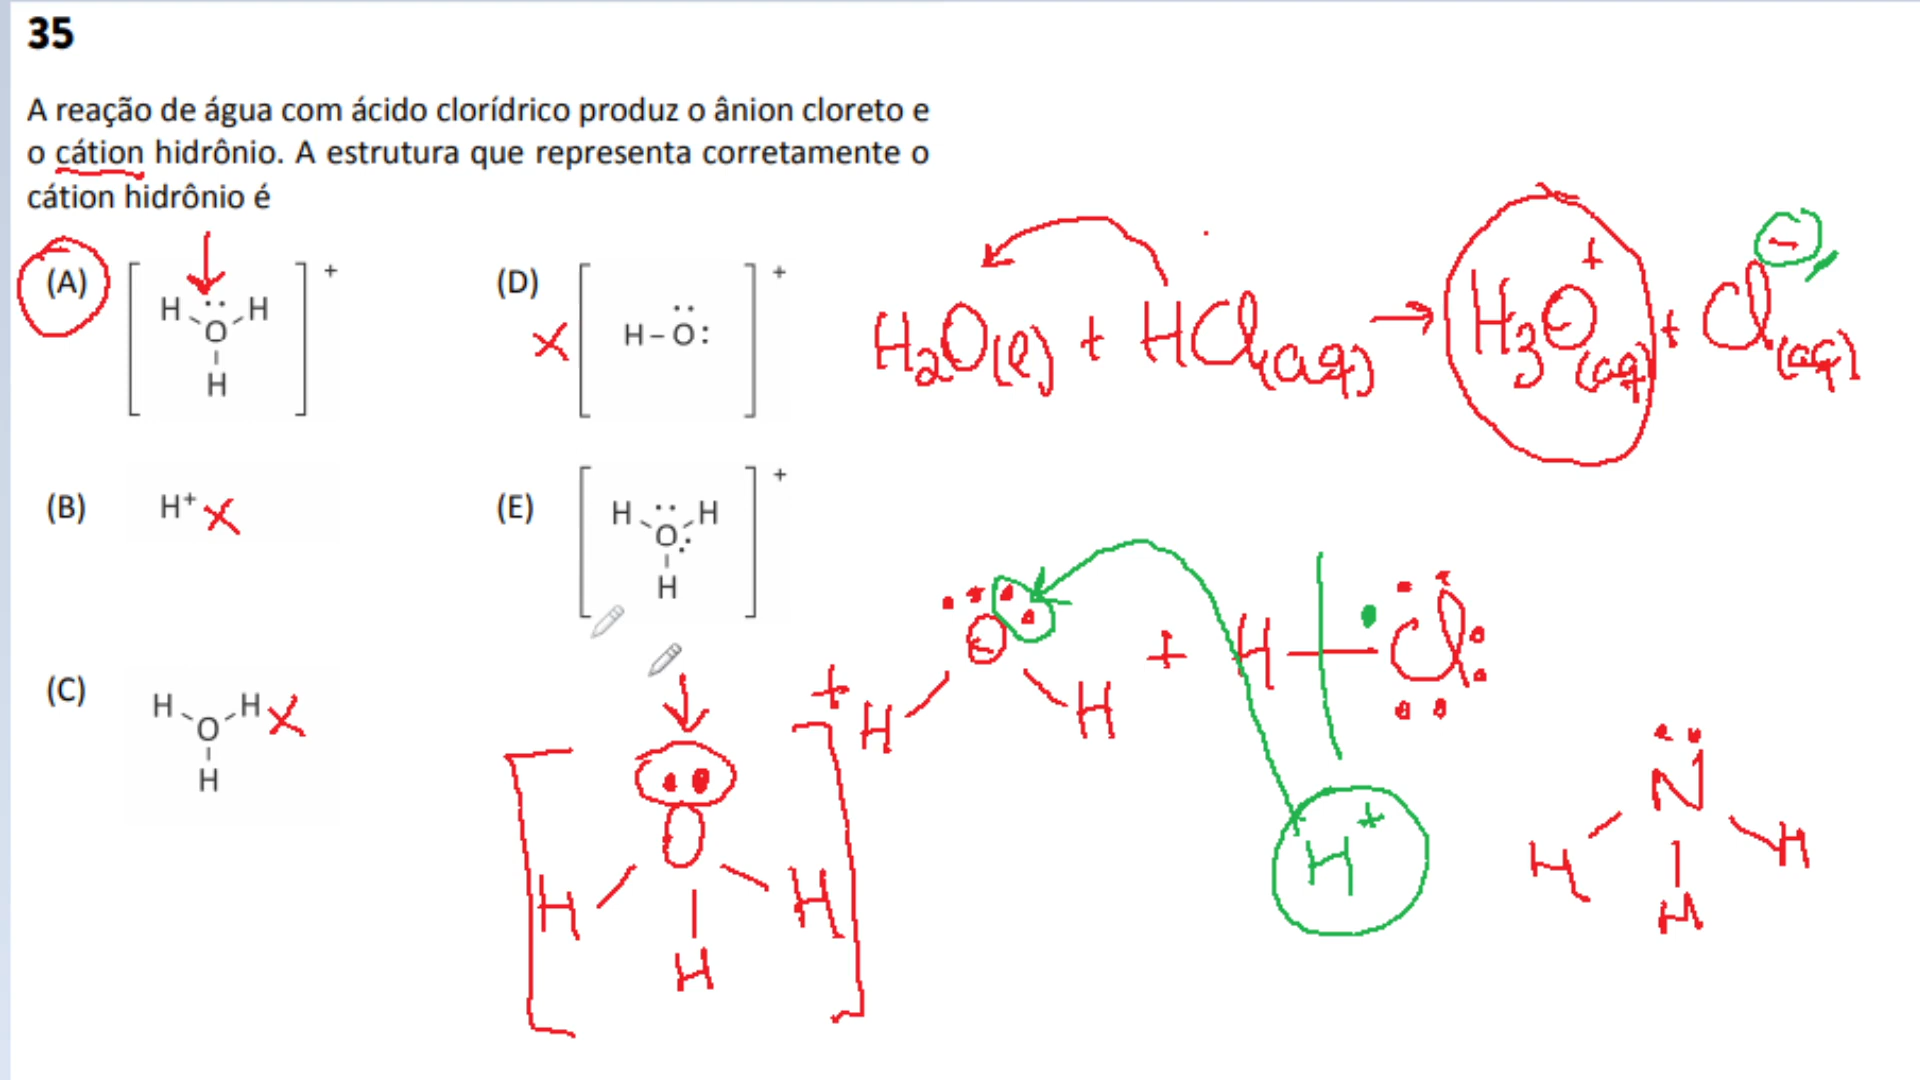 35
A reação de água com ácido clorídrico produz o ânion cloreto e
o cátion hidrônio. A estrutura que representa corretamente o
cátion hidrônio é
(A) [H H +
O
H]
(B) H⁺ X
(C) H H X
O
H
(D) X [H–O:]⁺
(E) [H H +
O
H]
H₂O(l) + HCl(aq) → H₃O⁺(aq) + Cl⁻(aq)
O + H – Cl
H H
[O]⁺
H H
H
H⁺
N
H H
H